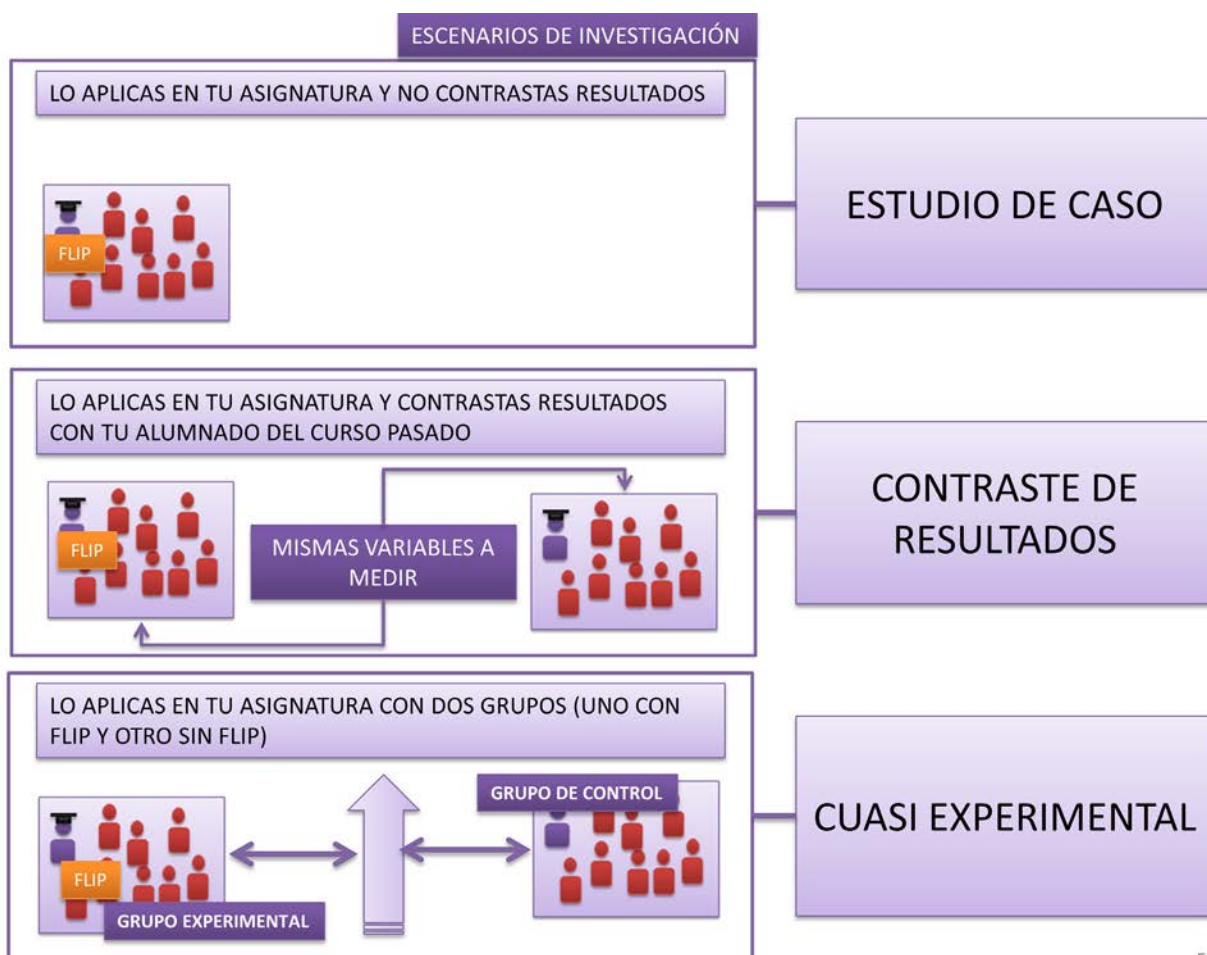 ESCENARIOS DE INVESTIGACIÓN
LO APLICAS EN TU ASIGNATURA Y NO CONTRASTAS RESULTADOS
FLIP
ESTUDIO DE CASO
LO APLICAS EN TU ASIGNATURA Y CONTRASTAS RESULTADOS
CON TU ALUMNADO DEL CURSO PASADO
FLIP
MISMAS VARIABLES A
MEDIR
CONTRASTE DE
RESULTADOS
LO APLICAS EN TU ASIGNATURA CON DOS GRUPOS (UNO CON
FLIP Y OTRO SIN FLIP)
GRUPO DE CONTROL
FLIP
GRUPO EXPERIMENTAL
CUASI EXPERIMENTAL